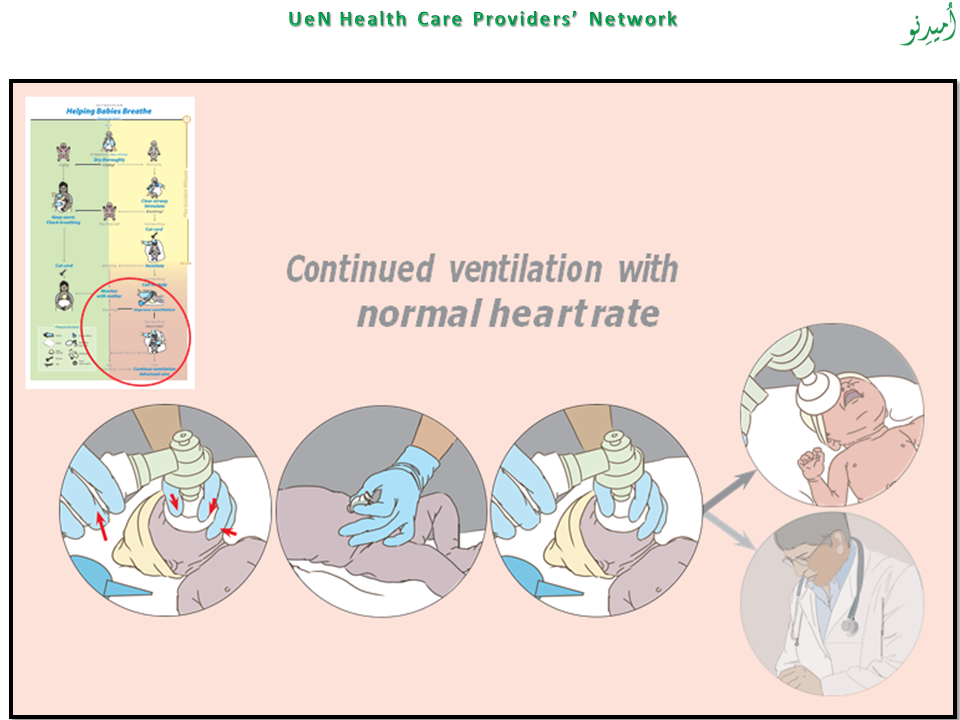 UeN Health Care Providers’ Network
اُمیدِنو
Helping Babies Breathe
Dry thoroughly
The Golden Minute
Clear airway
Stimulate
Keep warm
Check breathing
Cut cord
Cut cord
Ventilate
Monitor
with mother
Improve ventilation
Continue ventilation
Advanced care
Continued ventilation with
normal heart rate